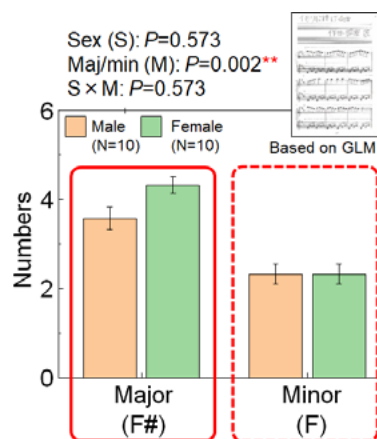 Sex (S): P=0.573
Maj/min (M): P=0.002**
S × M: P=0.573
Based on GLM
Male
(N=10)
Female
(N=10)
Numbers
6
4
2
0
Major
(F#)
Minor
(F)